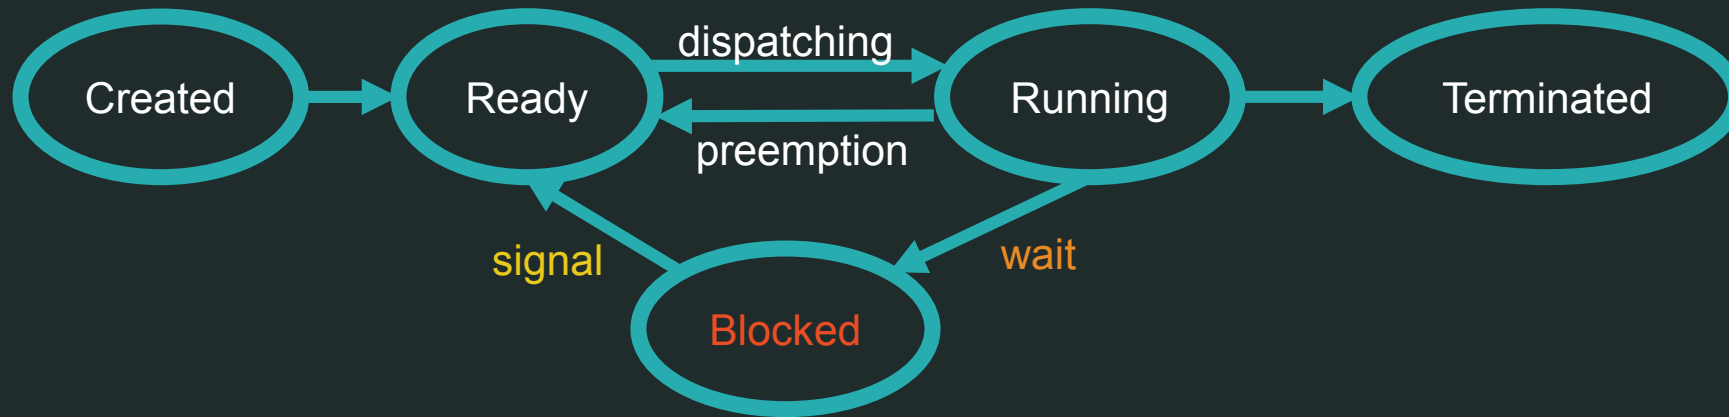 dispatching
Created
Ready
Running
Terminated
preemption
signal
wait
Blocked